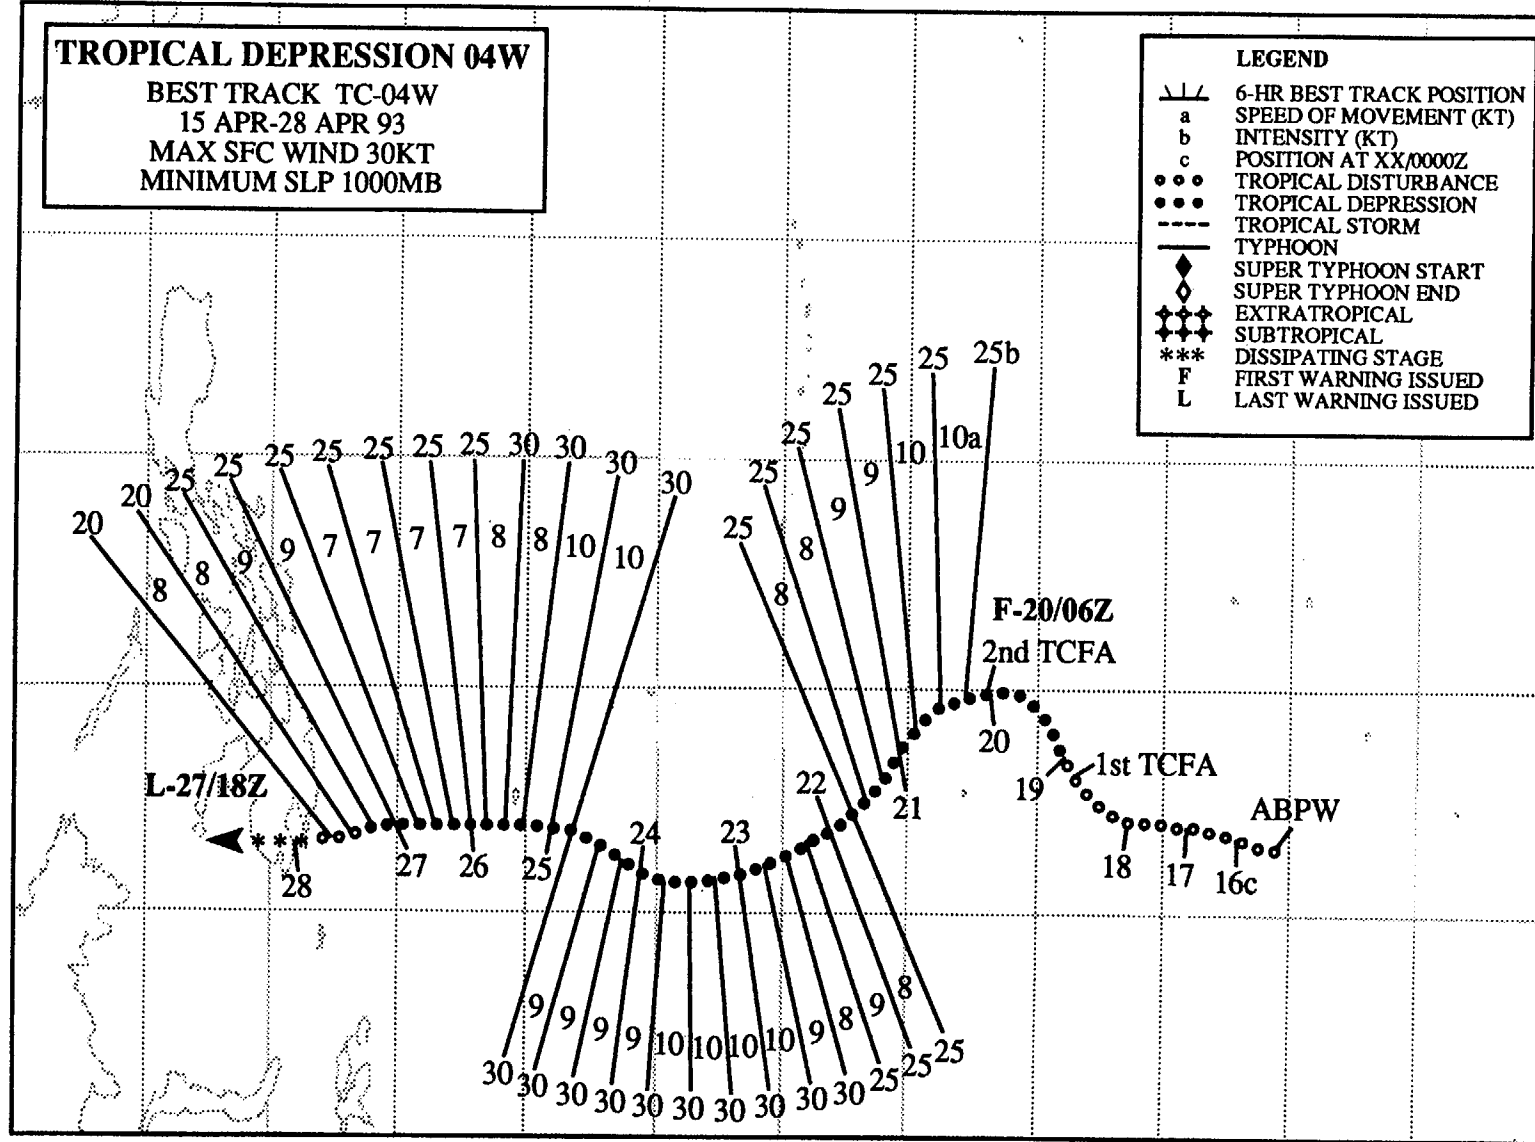 TROPICAL DEPRESSION 04W
BEST TRACK TC-04W
15 APR-28 APR 93
MAX SFC WIND 30KT
MINIMUM SLP 1000MB
LEGEND
6-HR BEST TRACK POSITION
a SPEED OF MOVEMENT (KT)
b INTENSITY (KT)
c POSITION AT XX/0000Z
TROPICAL DISTURBANCE
TROPICAL DEPRESSION
TROPICAL STORM
TYPHOON
SUPER TYPHOON START
SUPER TYPHOON END
EXTRATROPICAL
SUBTROPICAL
*** DISSIPATING STAGE
F FIRST WARNING ISSUED
L LAST WARNING ISSUED
20 20 25 25 25 25 25 25 25 30 30 30 30
8 8 9 9 7 7 7 7 8 8 10 10
25 25 25 25 25 25 25b
8 8 9 9 10 10a
F-20/06Z
2nd TCFA
20
19
1st TCFA
ABPW
L-27/18Z
28 27 26 25 24 23 22 21
18 17 16c
9 9 9 9 10 10 10 10 9 8 9 8
30 30 30 30 30 30 30 30 30 30 25 25 25